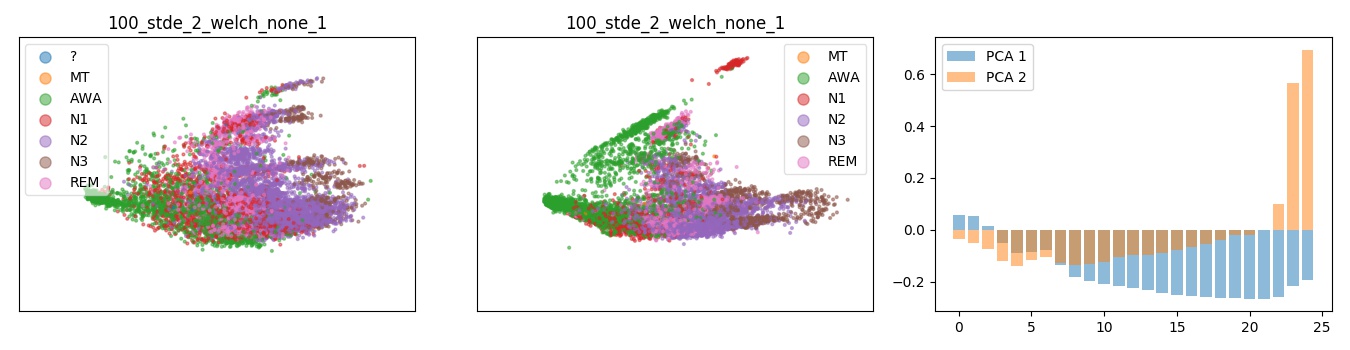 100_stde_2_welch_none_1
?
MT
AWA
N1
N2
N3
REM
100_stde_2_welch_none_1
MT
AWA
N1
N2
N3
REM
PCA 1
PCA 2
0.6
0.4
0.2
0.0
−0.2
0 5 10 15 20 25